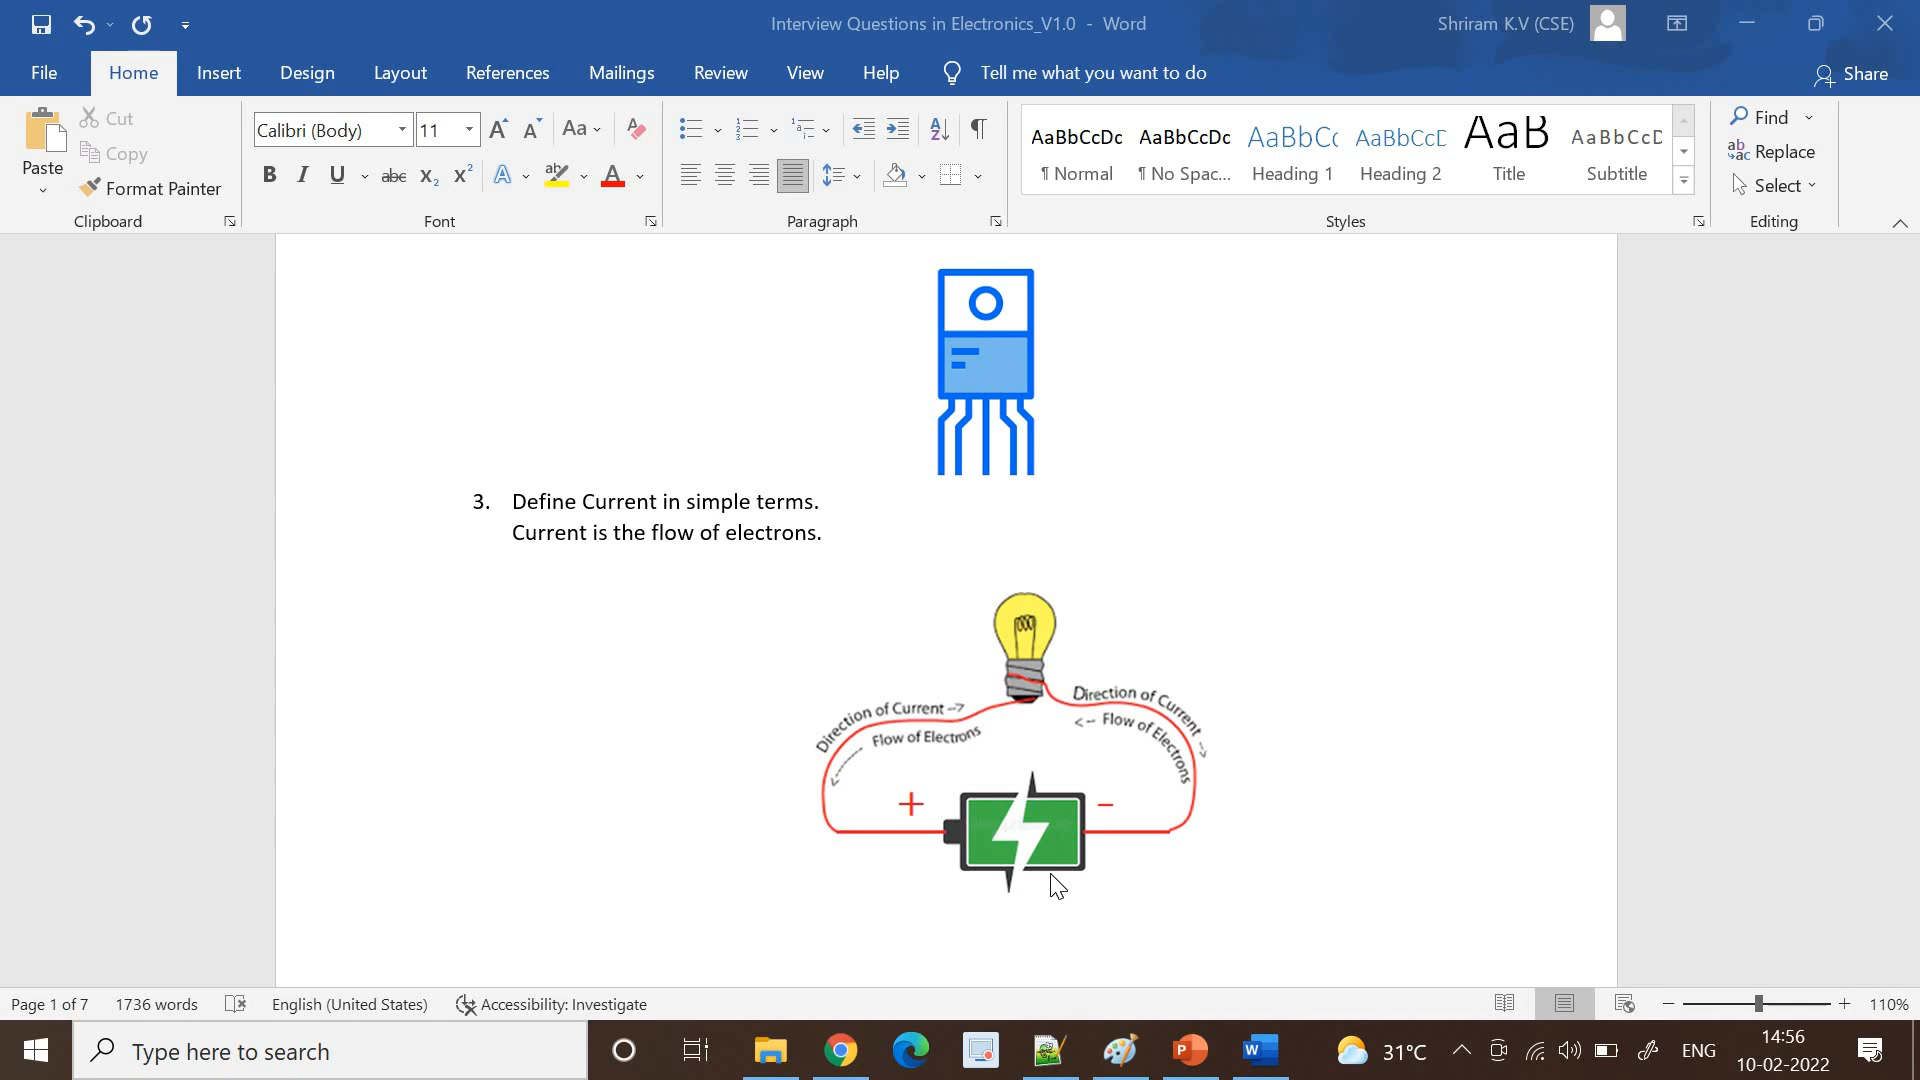 Interview Questions in Electronics_V1.0 - Word
Shriram K.V (CSE)
File Home Insert Design Layout References Mailings Review View Help Tell me what you want to do Share
Paste
Cut
Copy
Format Painter
Clipboard
Calibri (Body) 11
Font
Paragraph
AaBbCcDc AaBbCcDc AaBbCc AaBbCcD AaB AaBbCcD
¶ Normal ¶ No Spac... Heading 1 Heading 2 Title Subtitle
Styles
Find
Replace
Select
Editing
3. Define Current in simple terms.
Current is the flow of electrons.
Direction of Current -->
Flow of Electrons
Direction of Current -->
<-- Flow of Electrons
+ -
Page 1 of 7 1736 words English (United States) Accessibility: Investigate 110%
Type here to search
31°C ENG
14:56
10-02-2022